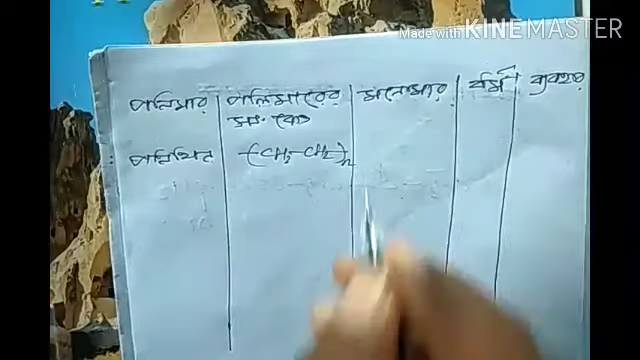 Made with KINEMASTER
পলিমার পলিমারের মনোমার ধর্ম ব্যবহার
সংকেত
পলিথিন -(CH₂-CH₂)n